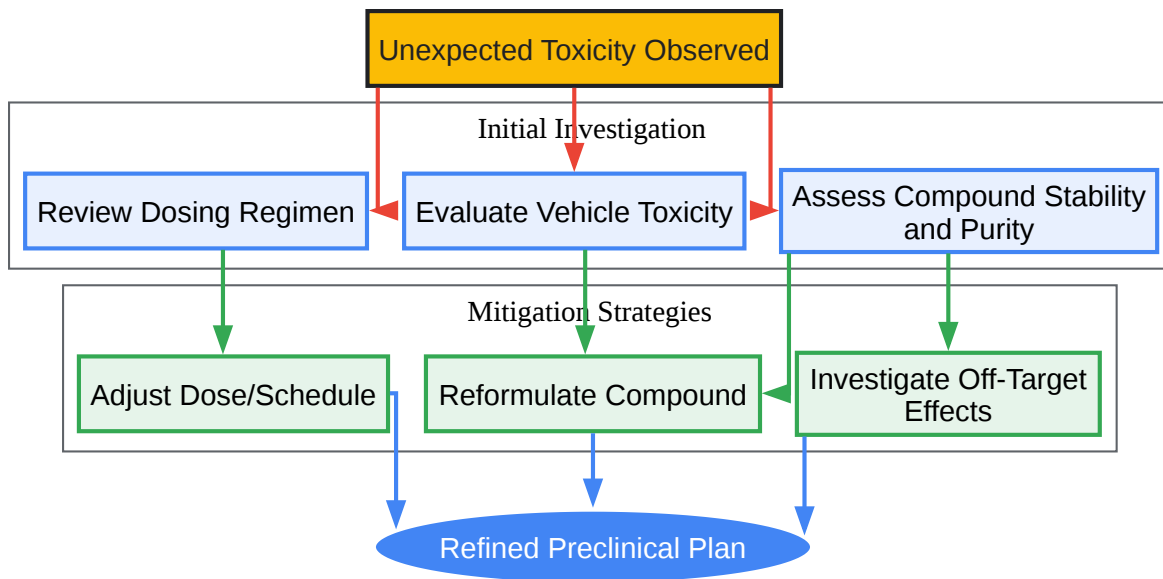 Unexpected Toxicity Observed
Initial Investigation
Review Dosing Regimen
Evaluate Vehicle Toxicity
Assess Compound Stability
and Purity
Mitigation Strategies
Adjust Dose/Schedule
Reformulate Compound
Investigate Off-Target
Effects
Refined Preclinical Plan